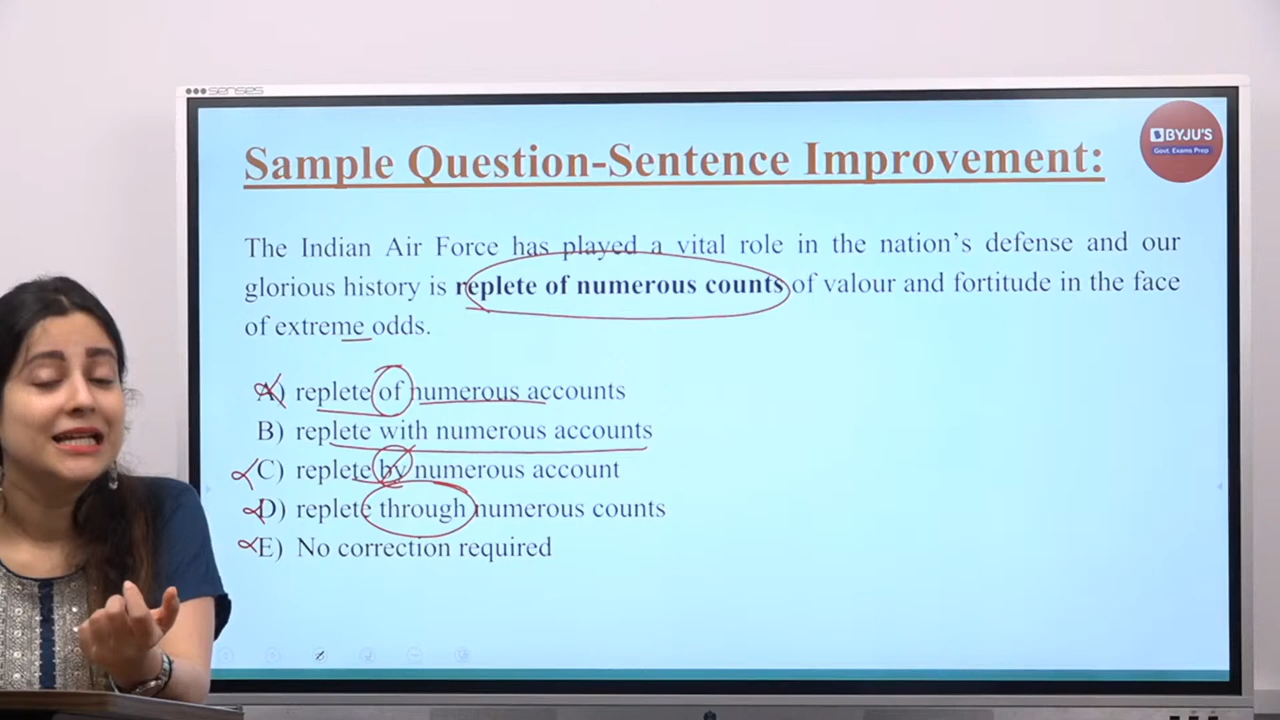 senses
BYJU'S
Govt. Exams Prep
Sample Question-Sentence Improvement:
The Indian Air Force has played a vital role in the nation's defense and our
glorious history is replete of numerous counts of valour and fortitude in the face
of extreme odds.
A) replete of numerous accounts
B) replete with numerous accounts
C) replete by numerous account
D) replete through numerous counts
E) No correction required